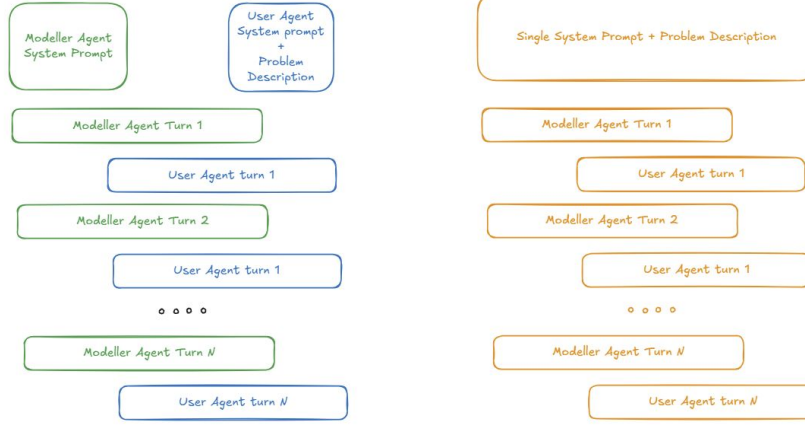 Modeller Agent
System Prompt
User Agent
System prompt
+
Problem
Description
Modeller Agent Turn 1
User Agent turn 1
Modeller Agent Turn 2
User Agent turn 1
Modeller Agent Turn N
User Agent turn N
Single System Prompt + Problem Description
Modeller Agent Turn 1
User Agent turn 1
Modeller Agent Turn 2
User Agent turn 1
Modeller Agent Turn N
User Agent turn N